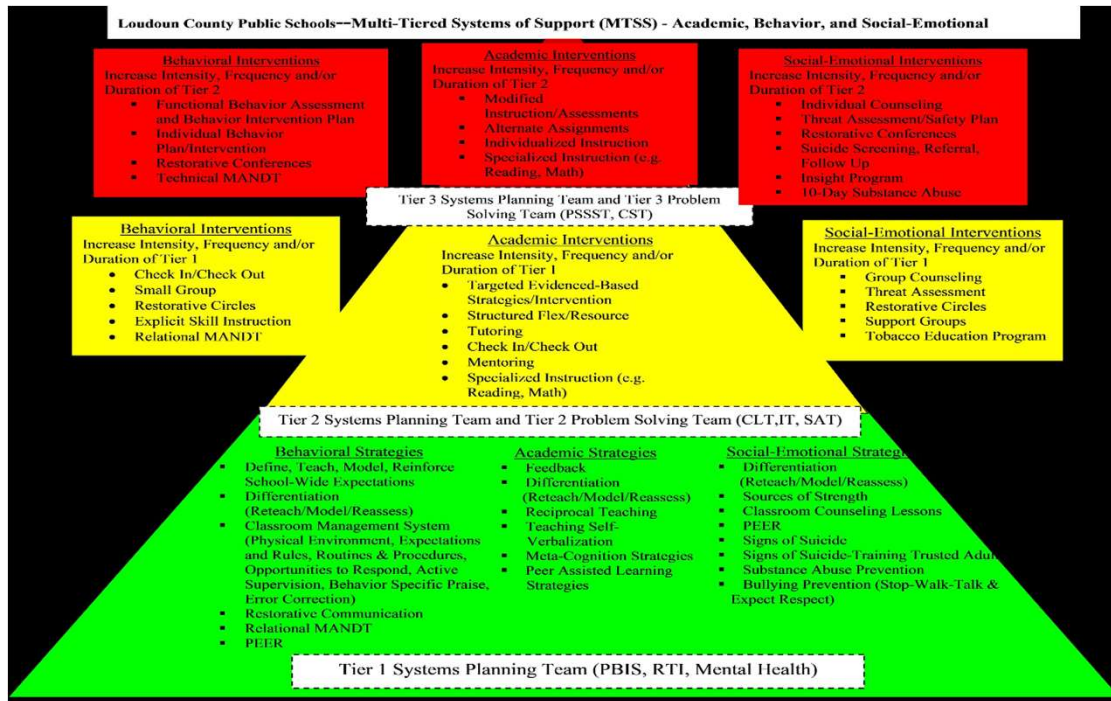 Loudoun County Public Schools--Multi-Tiered Systems of Support (MTSS) - Academic, Behavior, and Social-Emotional
Behavioral Interventions
Increase Intensity, Frequency and/or
Duration of Tier 2
▪ Functional Behavior Assessment
and Behavior Intervention Plan
▪ Individual Behavior
Plan/Intervention
▪ Restorative Conferences
▪ Technical MANDT
Academic Interventions
Increase Intensity, Frequency and/or
Duration of Tier 2
▪ Modified
Instruction/Assessments
▪ Alternate Assignments
▪ Individualized Instruction
▪ Specialized Instruction (e.g.
Reading, Math)
Social-Emotional Interventions
Increase Intensity, Frequency and/or
Duration of Tier 2
▪ Individual Counseling
▪ Threat Assessment/Safety Plan
▪ Restorative Conferences
▪ Suicide Screening, Referral,
Follow Up
▪ Insight Program
▪ 10-Day Substance Abuse
Tier 3 Systems Planning Team and Tier 3 Problem
Solving Team (PSSST, CST)
Behavioral Interventions
Increase Intensity, Frequency and/or
Duration of Tier 1
● Check In/Check Out
● Small Group
● Restorative Circles
● Explicit Skill Instruction
● Relational MANDT
Academic Interventions
Increase Intensity, Frequency and/or
Duration of Tier 1
● Targeted Evidenced-Based
Strategies/Intervention
● Structured Flex/Resource
● Tutoring
● Check In/Check Out
● Mentoring
● Specialized Instruction (e.g.
Reading, Math)
Social-Emotional Interventions
Increase Intensity, Frequency and/or
Duration of Tier 1
▪ Group Counseling
▪ Threat Assessment
▪ Restorative Circles
▪ Support Groups
▪ Tobacco Education Program
Tier 2 Systems Planning Team and Tier 2 Problem Solving Team (CLT,IT, SAT)
Behavioral Strategies
▪ Define, Teach, Model, Reinforce
School-Wide Expectations
▪ Differentiation
(Reteach/Model/Reassess)
▪ Classroom Management System
(Physical Environment, Expectations
and Rules, Routines & Procedures,
Opportunities to Respond, Active
Supervision, Behavior Specific Praise,
Error Correction)
▪ Restorative Communication
▪ Relational MANDT
▪ PEER
Academic Strategies
▪ Feedback
▪ Differentiation
(Reteach/Model/Reassess)
▪ Reciprocal Teaching
▪ Teaching Self-
Verbalization
▪ Meta-Cognition Strategies
▪ Peer Assisted Learning
Strategies
Social-Emotional Strategi
▪ Differentiation
(Reteach/Model/Reassess)
▪ Sources of Strength
▪ Classroom Counseling Lessons
▪ PEER
▪ Signs of Suicide
▪ Signs of Suicide-Training Trusted Adul
▪ Substance Abuse Prevention
▪ Bullying Prevention (Stop-Walk-Talk &
Expect Respect)
Tier 1 Systems Planning Team (PBIS, RTI, Mental Health)